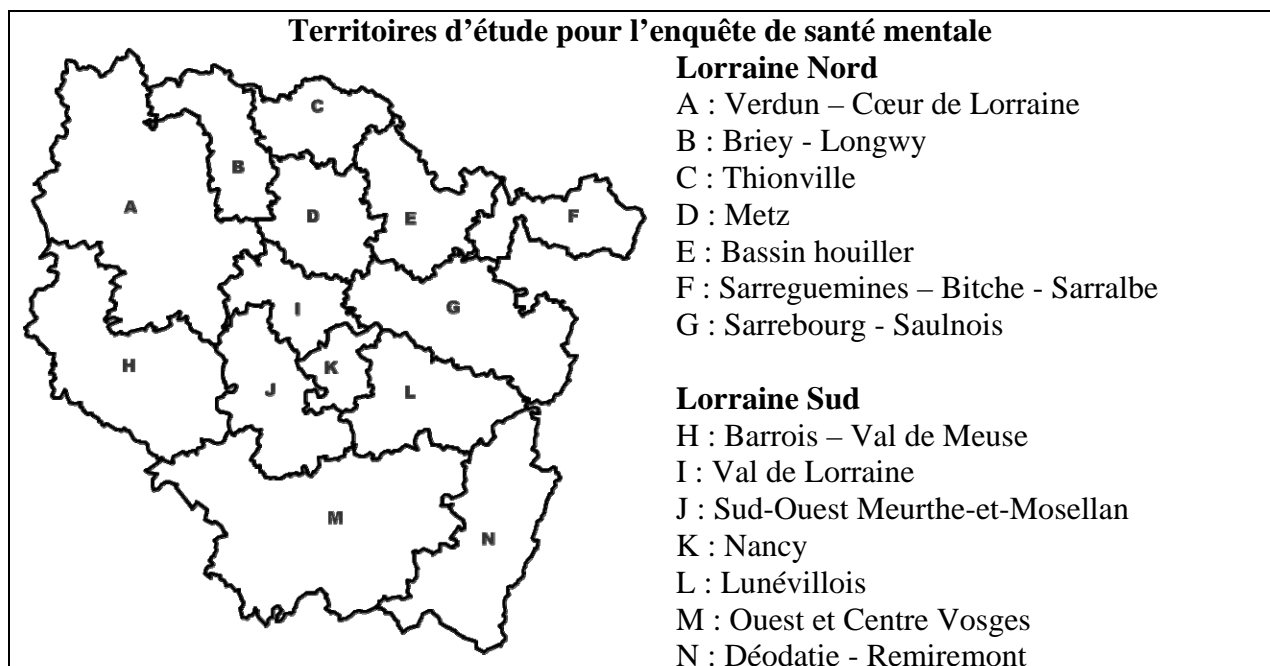 Territoires d’étude pour l’enquête de santé mentale
Lorraine Nord
A : Verdun – Cœur de Lorraine
B : Briey - Longwy
C : Thionville
D : Metz
E : Bassin houiller
F : Sarreguemines – Bitche - Sarralbe
G : Sarrebourg - Saulnois
Lorraine Sud
H : Barrois – Val de Meuse
I : Val de Lorraine
J : Sud-Ouest Meurthe-et-Mosellan
K : Nancy
L : Lunévillois
M : Ouest et Centre Vosges
N : Déodatie - Remiremont
C
B
A
D
E
F
I
G
H
K
J
L
M
N